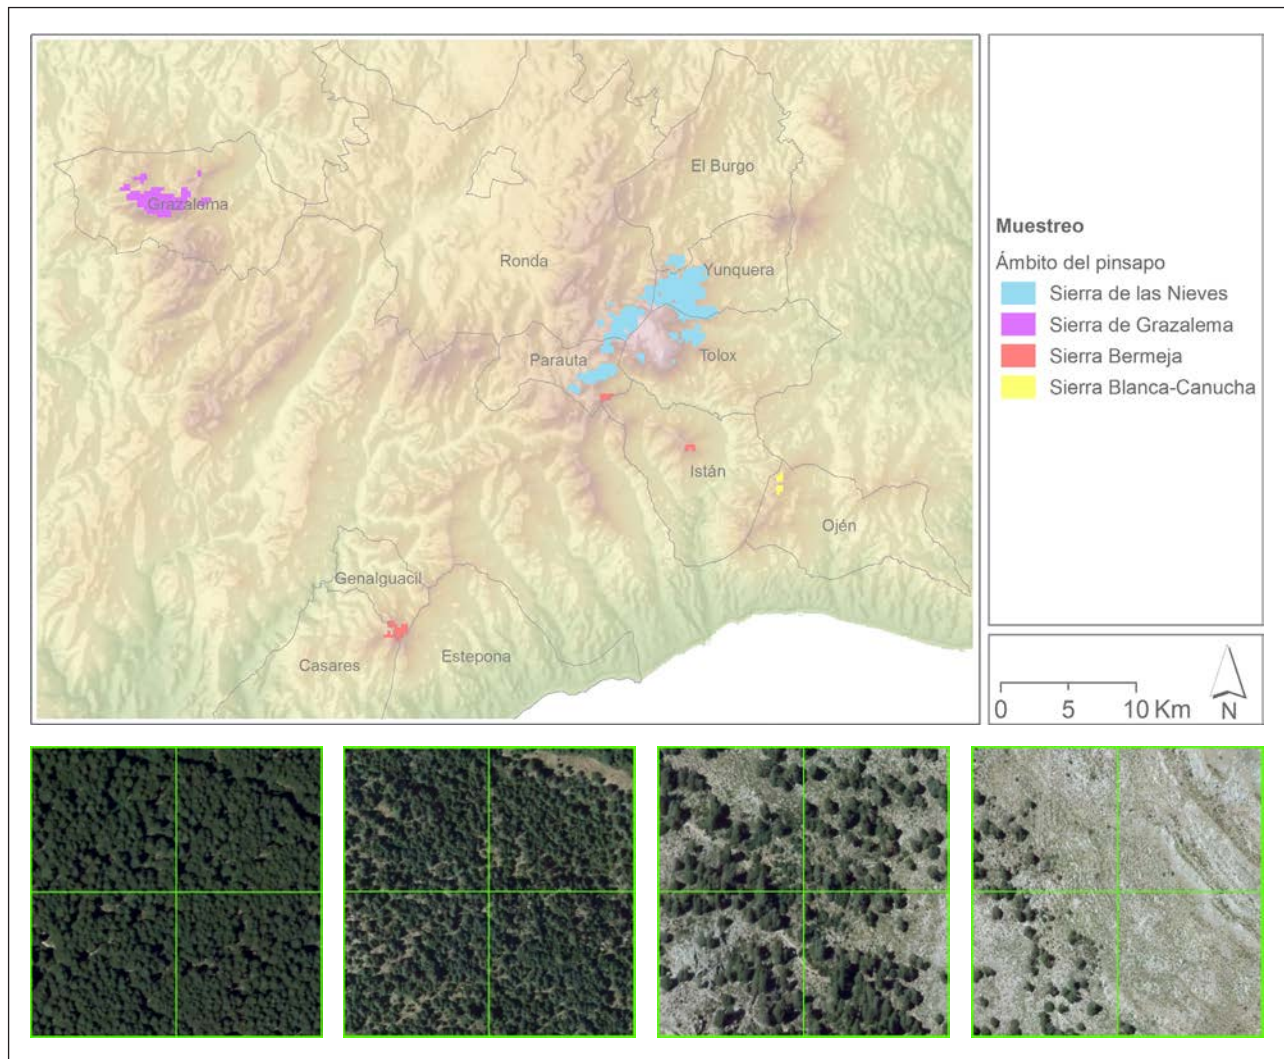 El Burgo
Grazalema
Ronda
Yunquera
Parauta
Tolox
Istán
Ojén
Genalguacil
Casares
Estepona
Muestreo
Ámbito del pinsapo
Sierra de las Nieves
Sierra de Grazalema
Sierra Bermeja
Sierra Blanca-Canucha
0 5 10 Km
N